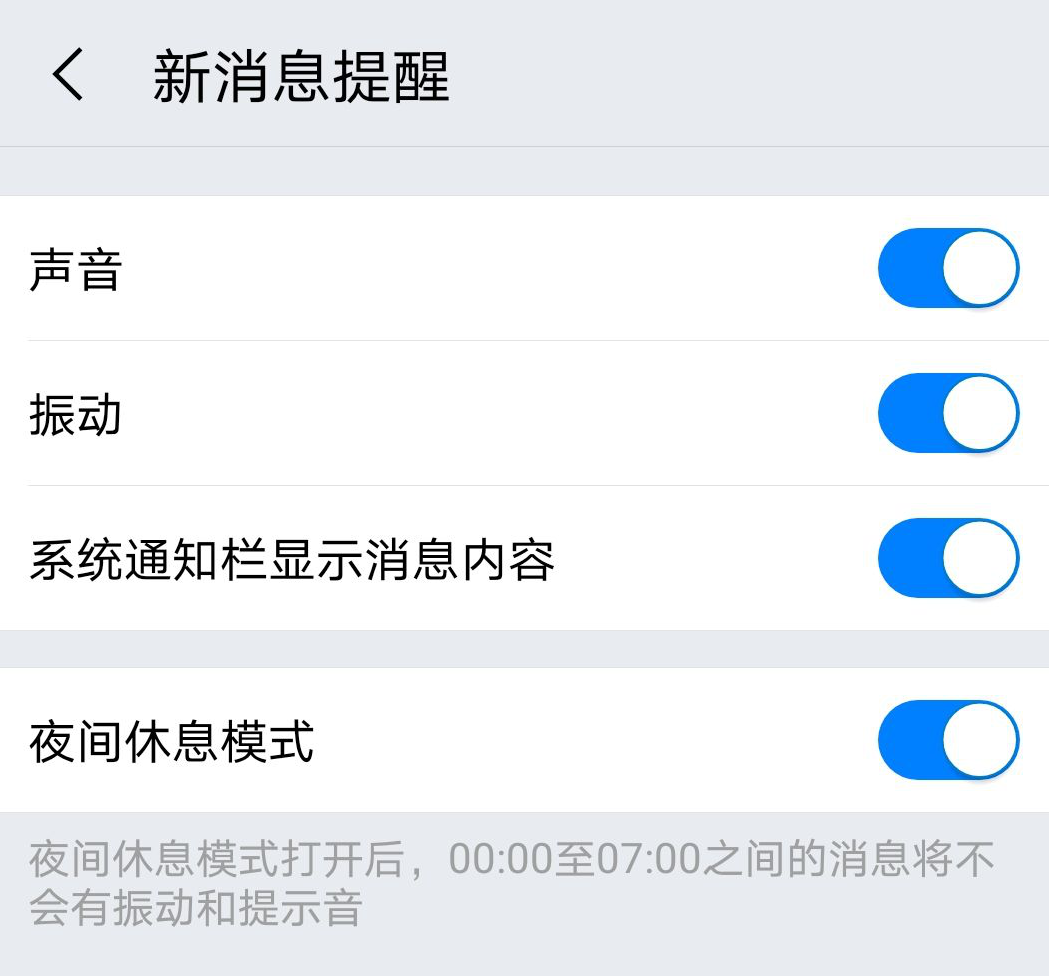 新消息提醒
声音
振动
系统通知栏显示消息内容
夜间休息模式
夜间休息模式打开后，00:00至07:00之间的消息将不
会有振动和提示音